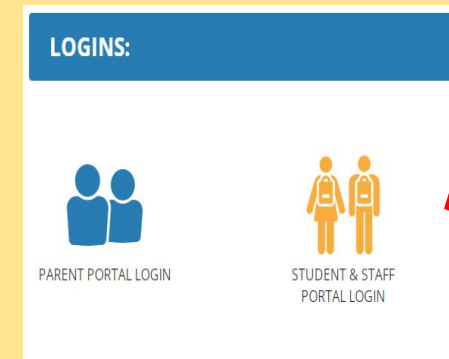 LOGINS:
PARENT PORTAL LOGIN
STUDENT & STAFF
PORTAL LOGIN